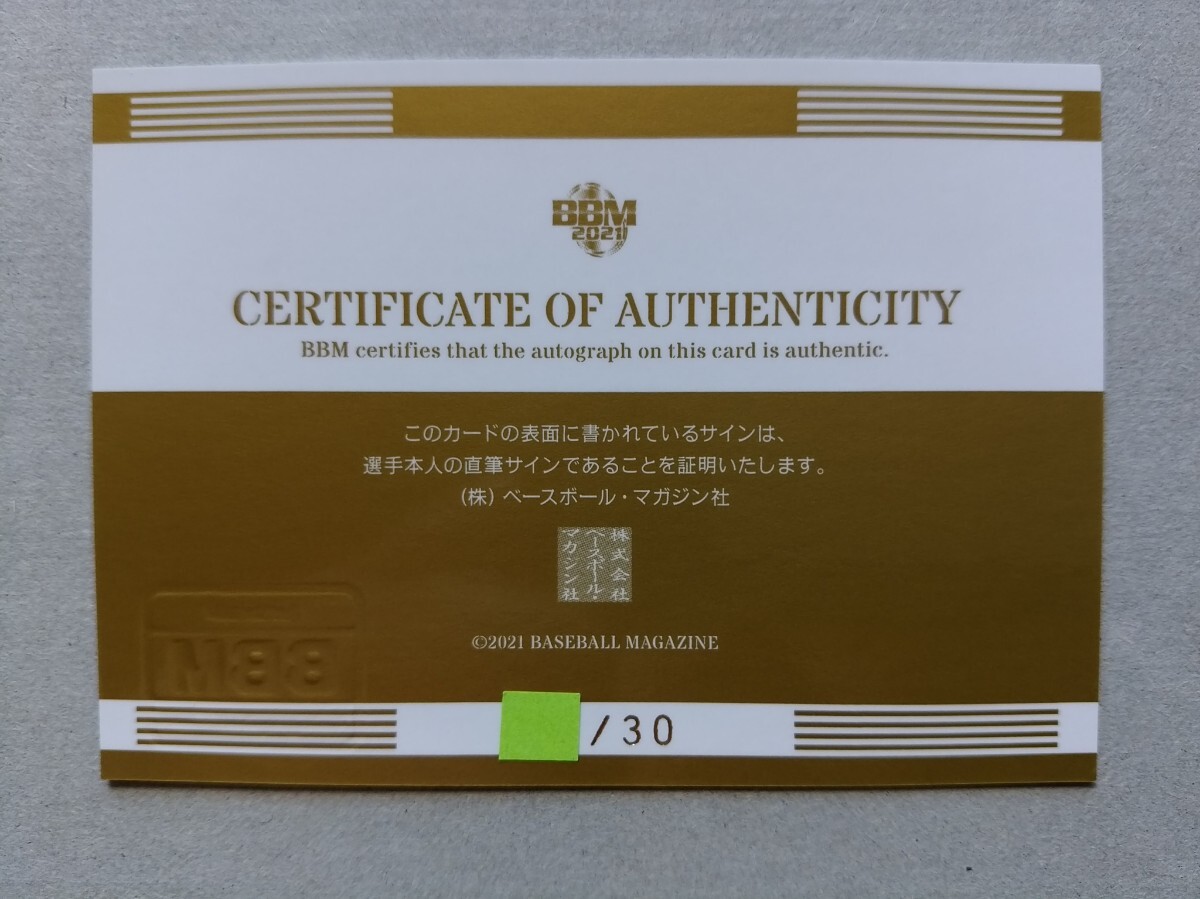 BBM
2021
CERTIFICATE OF AUTHENTICITY
BBM certifies that the autograph on this card is authentic.
このカードの表面に書かれているサインは、
選手本人の直筆サインであることを証明いたします。
(株) ベースボール・マガジン社
株式会社
ベースボール・
マガジン社
©2021 BASEBALL MAGAZINE
BBM
/30